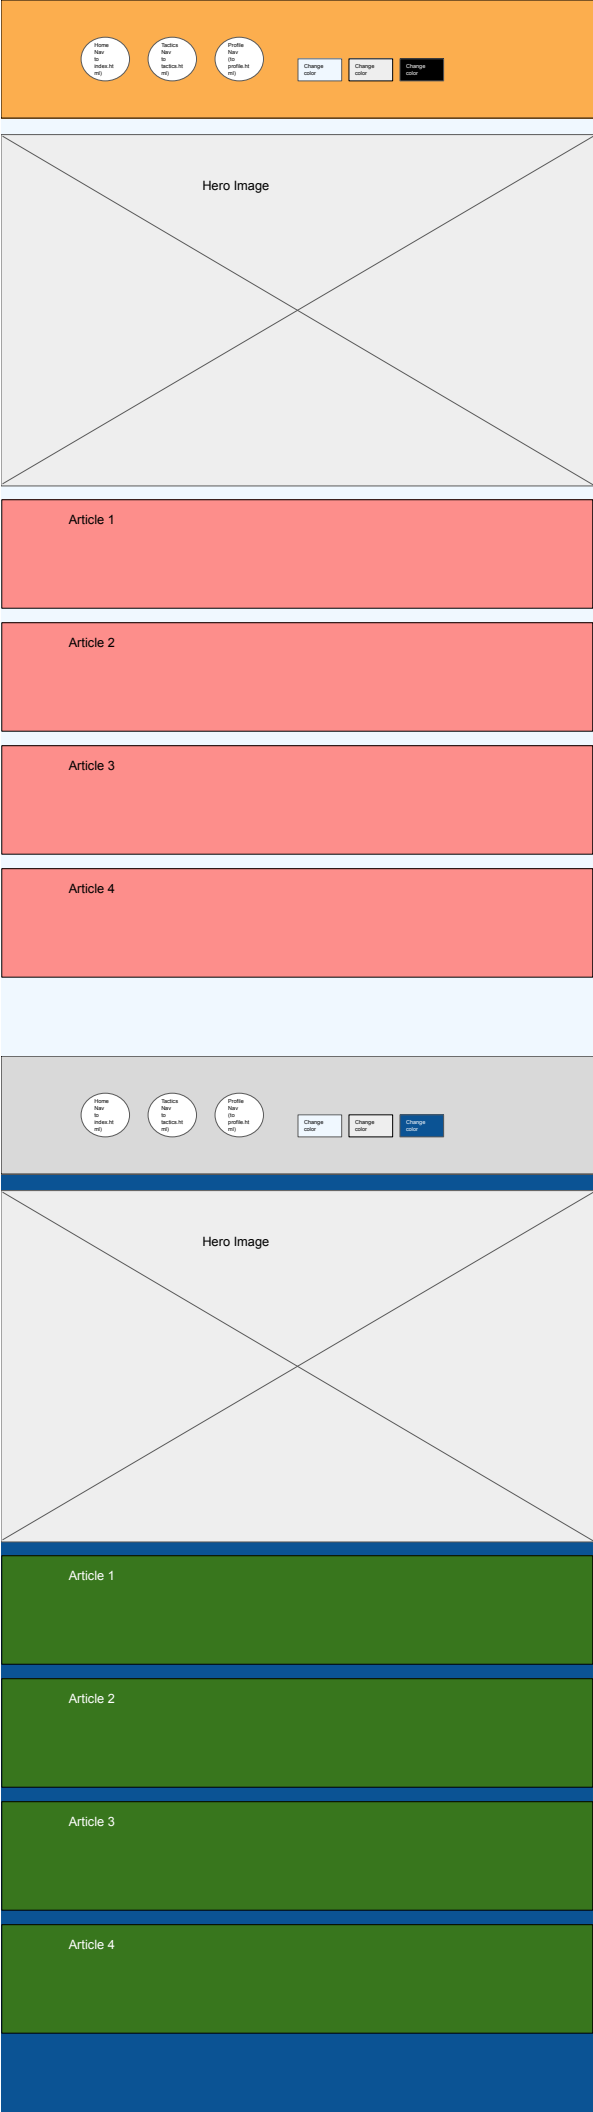 Home
Nav
to
index.ht
ml)
Tactics
Nav
to
tactics.ht
ml)
Profile
Nav
(to
profile.ht
ml)
Change
color
Change
color
Change
color
Hero Image
Article 1
Article 2
Article 3
Article 4
Home
Nav
to
index.ht
ml)
Tactics
Nav
to
tactics.ht
ml)
Profile
Nav
(to
profile.ht
ml)
Change
color
Change
color
Change
color
Hero Image
Article 1
Article 2
Article 3
Article 4